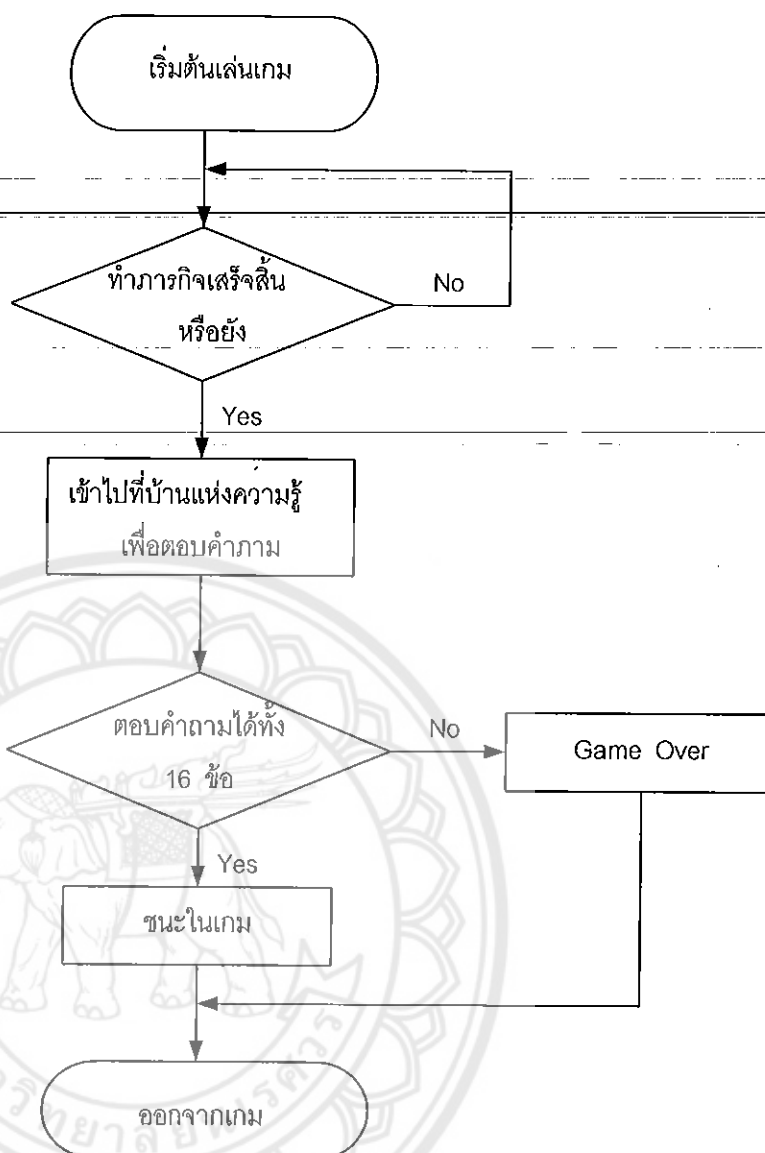 เริ่มต้นเล่นเกม
ทำภารกิจเสร็จสิ้น
หรือยัง
No
Yes
เข้าไปที่บ้านแห่งความรู้
เพื่อตอบคำภาม
ตอบคำถามได้ทั้ง
16 ข้อ
No
Game Over
Yes
ชนะในเกม
ออกจากเกม